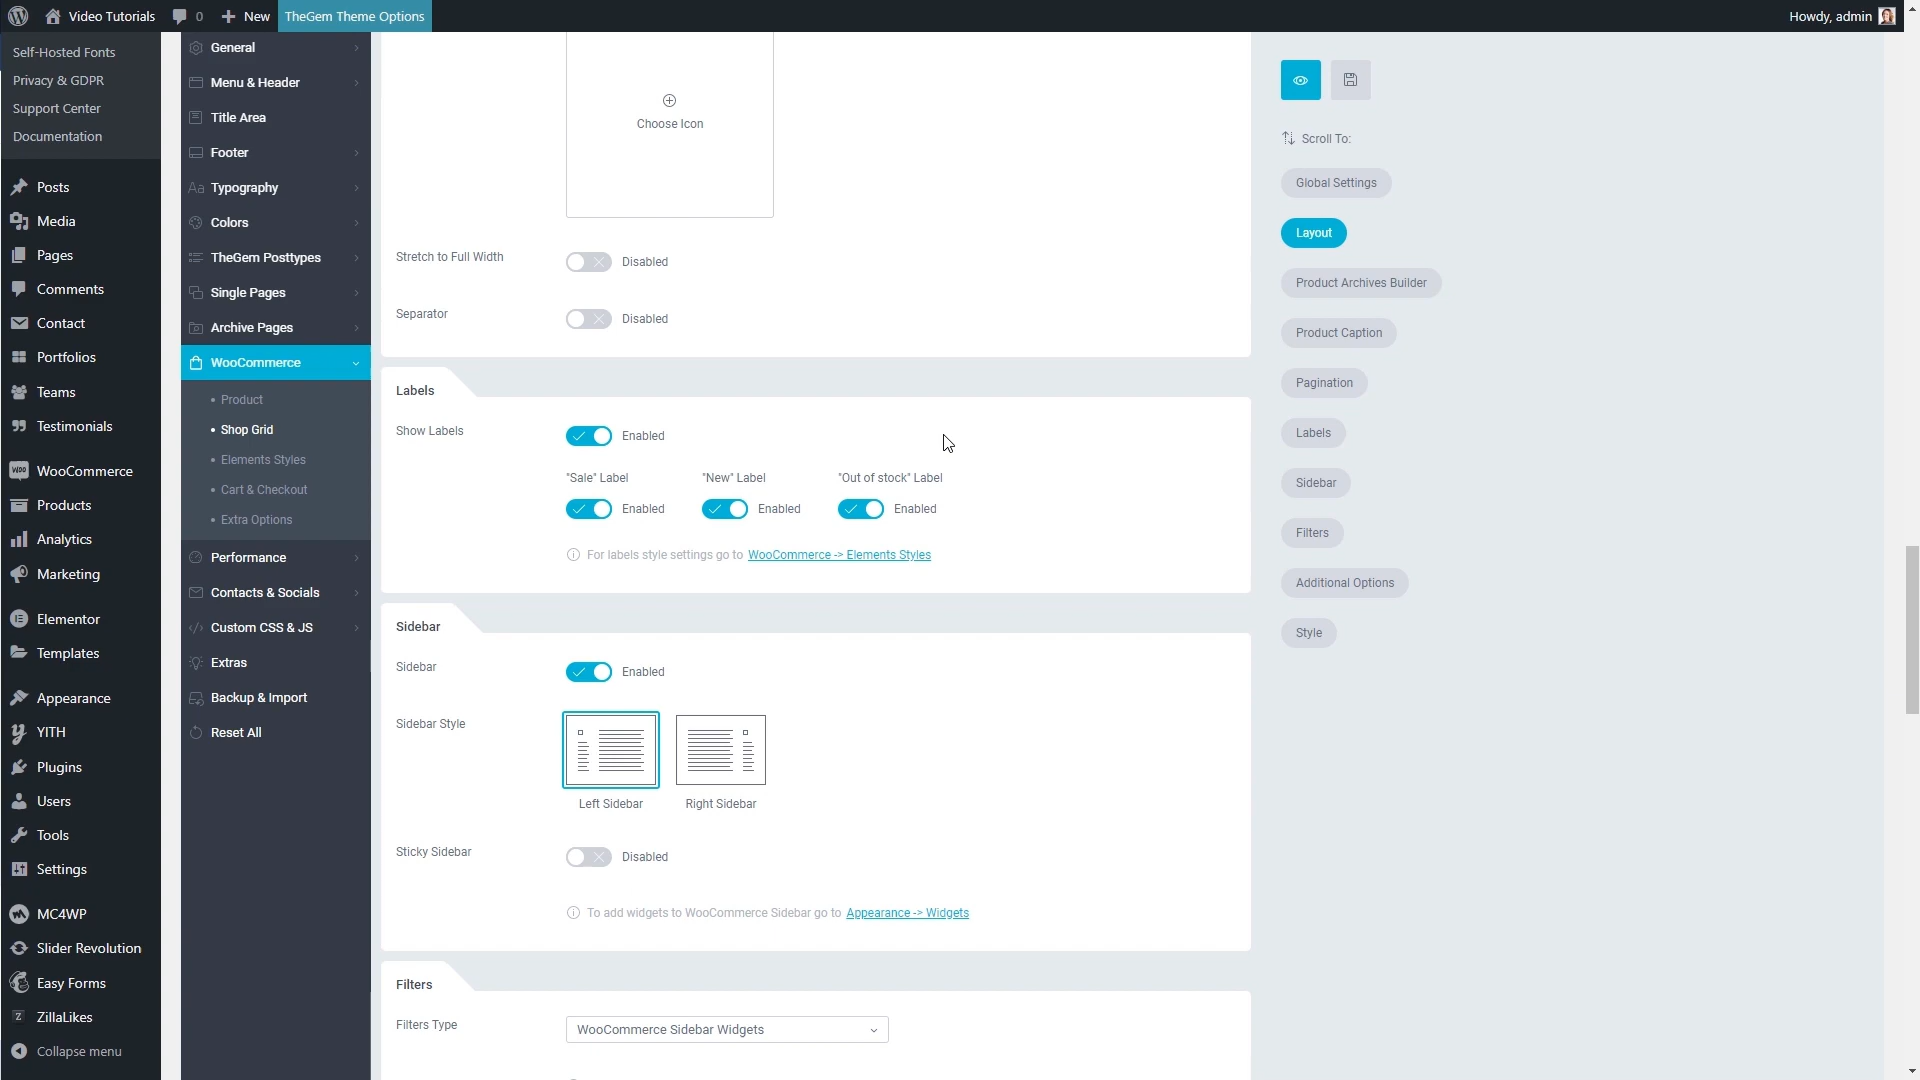 Video Tutorials
0
New
TheGem Theme Options
Howdy, admin
Self-Hosted Fonts
Privacy & GDPR
Support Center
Documentation
Posts
Media
Pages
Comments
Contact
Portfolios
Teams
Testimonials
WooCommerce
Products
Analytics
Marketing
Elementor
Templates
Appearance
YITH
Plugins
Users
Tools
Settings
MC4WP
Slider Revolution
Easy Forms
ZillaLikes
Collapse menu
General
Menu & Header
Title Area
Footer
Aa Typography
Colors
TheGem Posttypes
Single Pages
Archive Pages
WooCommerce
• Product
• Shop Grid
• Elements Styles
• Cart & Checkout
• Extra Options
Performance
Contacts & Socials
</> Custom CSS & JS
Extras
Backup & Import
Reset All
Choose Icon
Stretch to Full Width
Disabled
Separator
Disabled
Labels
Show Labels
Enabled
"Sale" Label
"New" Label
"Out of stock" Label
Enabled
Enabled
Enabled
For labels style settings go to WooCommerce -> Elements Styles
Sidebar
Sidebar
Enabled
Sidebar Style
Left Sidebar
Right Sidebar
Sticky Sidebar
Disabled
To add widgets to WooCommerce Sidebar go to Appearance -> Widgets
Filters
Filters Type
WooCommerce Sidebar Widgets
Scroll To:
Global Settings
Layout
Product Archives Builder
Product Caption
Pagination
Labels
Sidebar
Filters
Additional Options
Style